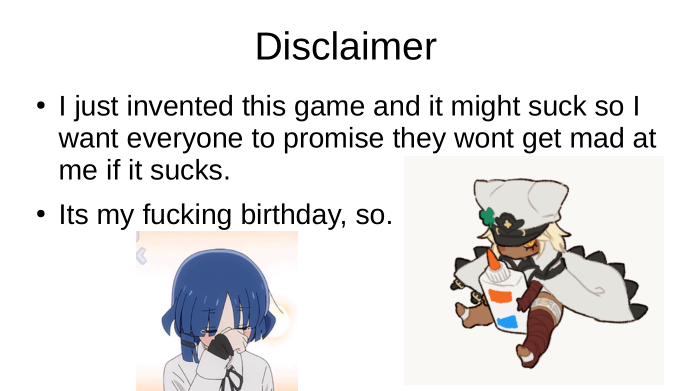 Disclaimer
• I just invented this game and it might suck so I
want everyone to promise they wont get mad at
me if it sucks.
• Its my fucking birthday, so.